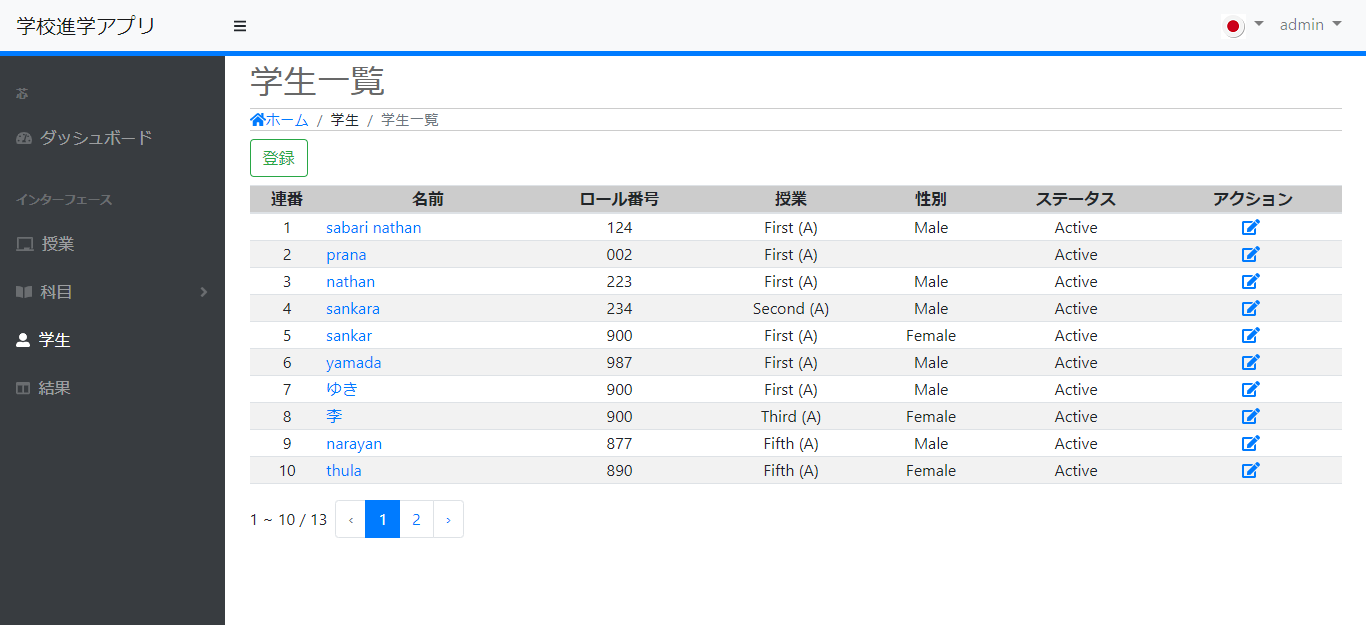 学校進学アプリ
admin
芯
ダッシュボード
インターフェース
授業
科目
学生
結果
学生一覧
ホーム / 学生 / 学生一覧
登録
連番 名前 ロール番号 授業 性別 ステータス アクション
1 sabari nathan 124 First (A) Male Active
2 prana 002 First (A) Active
3 nathan 223 First (A) Male Active
4 sankara 234 Second (A) Male Active
5 sankar 900 First (A) Female Active
6 yamada 987 First (A) Male Active
7 ゆき 900 First (A) Male Active
8 李 900 Third (A) Female Active
9 narayan 877 Fifth (A) Male Active
10 thula 890 Fifth (A) Female Active
1 ~ 10 / 13 ‹ 1 2 ›